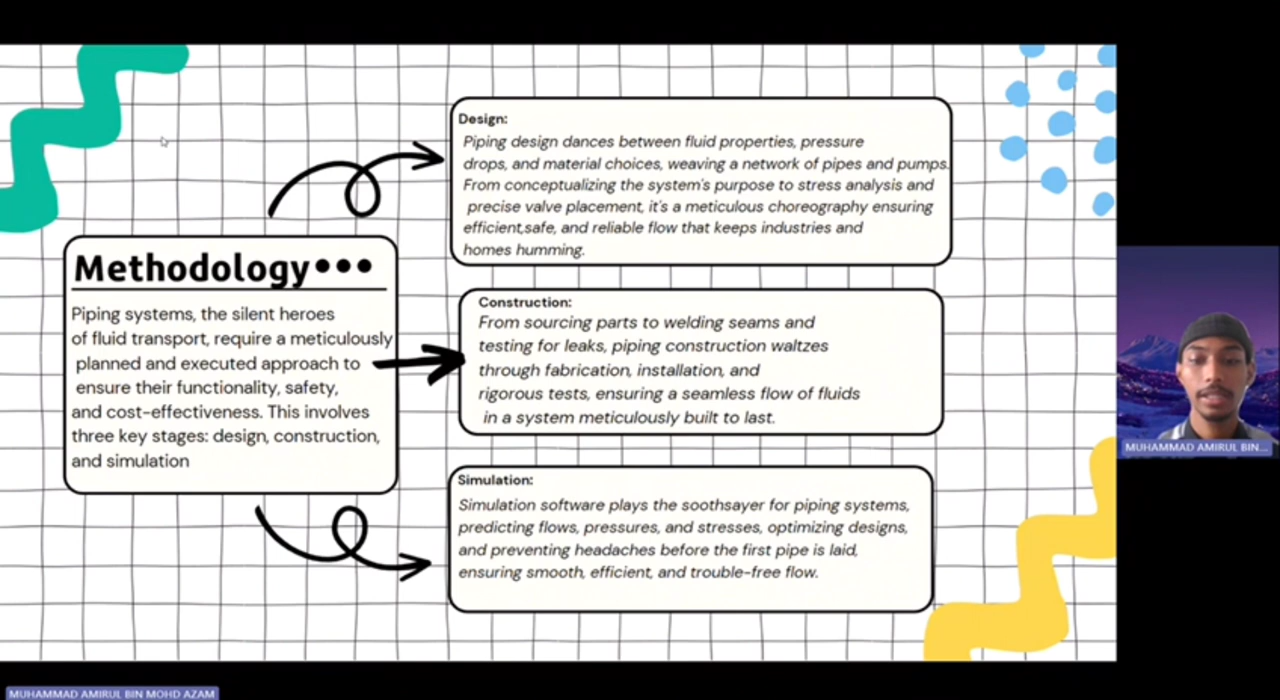 Methodology•••
Piping systems, the silent heroes
of fluid transport, require a meticulously
planned and executed approach to
ensure their functionality, safety,
and cost-effectiveness. This involves
three key stages: design, construction,
and simulation
Design:
Piping design dances between fluid properties, pressure
drops, and material choices, weaving a network of pipes and pumps.
From conceptualizing the system's purpose to stress analysis and
precise valve placement, it's a meticulous choreography ensuring
efficient,safe, and reliable flow that keeps industries and
homes humming.
Construction:
From sourcing parts to welding seams and
testing for leaks, piping construction waltzes
through fabrication, installation, and
rigorous tests, ensuring a seamless flow of fluids
in a system meticulously built to last.
Simulation:
Simulation software plays the soothsayer for piping systems,
predicting flows, pressures, and stresses, optimizing designs,
and preventing headaches before the first pipe is laid,
ensuring smooth, efficient, and trouble-free flow.
MUHAMMAD AMIRUL BIN...
MUHAMMAD AMIRUL BIN MOHD AZAM